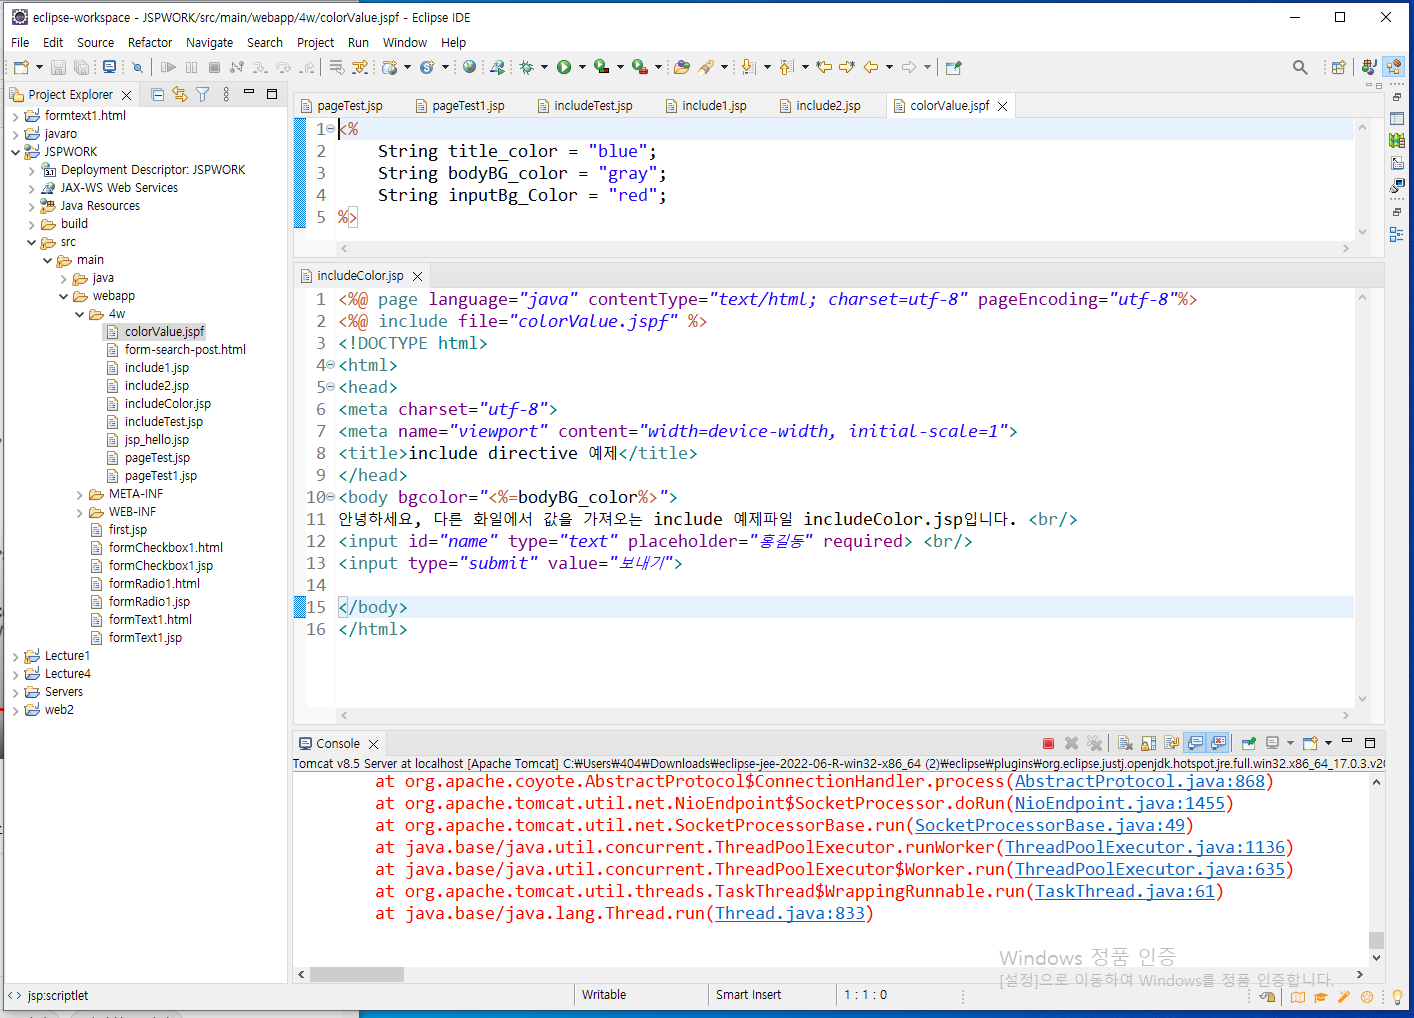 eclipse-workspace - JSPWORK/src/main/webapp/4w/colorValue.jspf - Eclipse IDE
File Edit Source Refactor Navigate Search Project Run Window Help
Project Explorer
formtext1.html
javaro
JSPWORK
Deployment Descriptor: JSPWORK
JAX-WS Web Services
Java Resources
build
src
main
java
webapp
4w
colorValue.jspf
form-search-post.html
include1.jsp
include2.jsp
includeColor.jsp
includeTest.jsp
jsp_hello.jsp
pageTest.jsp
pageTest1.jsp
META-INF
WEB-INF
first.jsp
formCheckbox1.html
formCheckbox1.jsp
formRadio1.html
formRadio1.jsp
formText1.html
formText1.jsp
Lecture1
Lecture4
Servers
web2
pageTest.jsp pageTest1.jsp includeTest.jsp include1.jsp include2.jsp colorValue.jspf
1 <%
2 String title_color = "blue";
3 String bodyBG_color = "gray";
4 String inputBg_Color = "red";
5 %>
includeColor.jsp
1 <%@ page language="java" contentType="text/html; charset=utf-8" pageEncoding="utf-8"%>
2 <%@ include file="colorValue.jspf" %>
3 <!DOCTYPE html>
4 <html>
5 <head>
6 <meta charset="utf-8">
7 <meta name="viewport" content="width=device-width, initial-scale=1">
8 <title>include directive 예제</title>
9 </head>
10 <body bgcolor="<%=bodyBG_color%>">
11 안녕하세요, 다른 화일에서 값을 가져오는 include 예제파일 includeColor.jsp입니다. <br/>
12 <input id="name" type="text" placeholder="홍길동" required> <br/>
13 <input type="submit" value="보내기">
14
15 </body>
16 </html>
Console
Tomcat v8.5 Server at localhost [Apache Tomcat] C:₩Users₩404₩Downloads₩eclipse-jee-2022-06-R-win32-x86_64 (2)₩eclipse₩plugins₩org.eclipse.justj.openjdk.hotspot.jre.full.win32.x86_64_17.0.3.v20
at org.apache.coyote.AbstractProtocol$ConnectionHandler.process(AbstractProtocol.java:868)
at org.apache.tomcat.util.net.NioEndpoint$SocketProcessor.doRun(NioEndpoint.java:1455)
at org.apache.tomcat.util.net.SocketProcessorBase.run(SocketProcessorBase.java:49)
at java.base/java.util.concurrent.ThreadPoolExecutor.runWorker(ThreadPoolExecutor.java:1136)
at java.base/java.util.concurrent.ThreadPoolExecutor$Worker.run(ThreadPoolExecutor.java:635)
at org.apache.tomcat.util.threads.TaskThread$WrappingRunnable.run(TaskThread.java:61)
at java.base/java.lang.Thread.run(Thread.java:833)
Windows 정품 인증
[설정]으로 이동하여 Windows를 정품 인증합니다.
jsp:scriptlet Writable Smart Insert 1 : 1 : 0